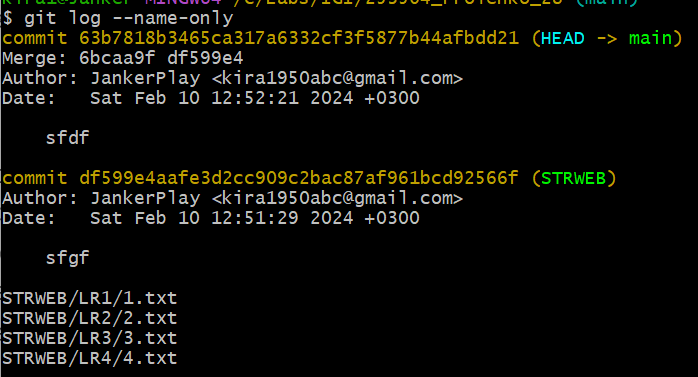 $ git log --name-only
commit 63b7818b3465ca317a6332cf3f5877b44afbdd21 (HEAD -> main)
Merge: 6bcaa9f df599e4
Author: JankerPlay <kira1950abc@gmail.com>
Date:   Sat Feb 10 12:52:21 2024 +0300
    sfdf
commit df599e4aafe3d2cc909c2bac87af961bcd92566f (STRWEB)
Author: JankerPlay <kira1950abc@gmail.com>
Date:   Sat Feb 10 12:51:29 2024 +0300
    sfgf
STRWEB/LR1/1.txt
STRWEB/LR2/2.txt
STRWEB/LR3/3.txt
STRWEB/LR4/4.txt